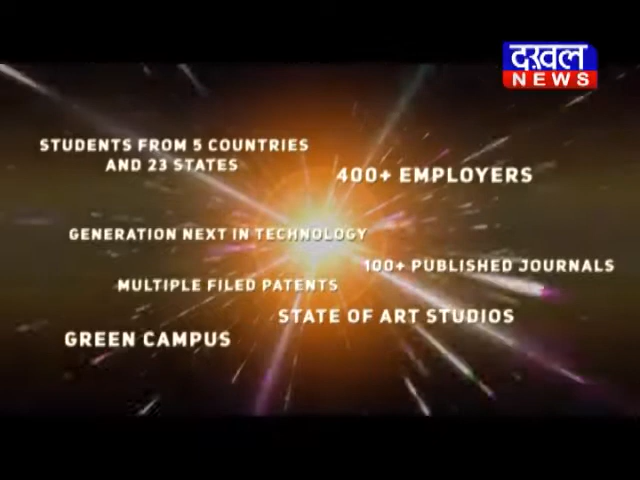 दख़ल
NEWS
STUDENTS FROM 5 COUNTRIES
AND 23 STATES
400+ EMPLOYERS
GENERATION NEXT IN TECHNOLOGY
100+ PUBLISHED JOURNALS
MULTIPLE FILED PATENTS
STATE OF ART STUDIOS
GREEN CAMPUS